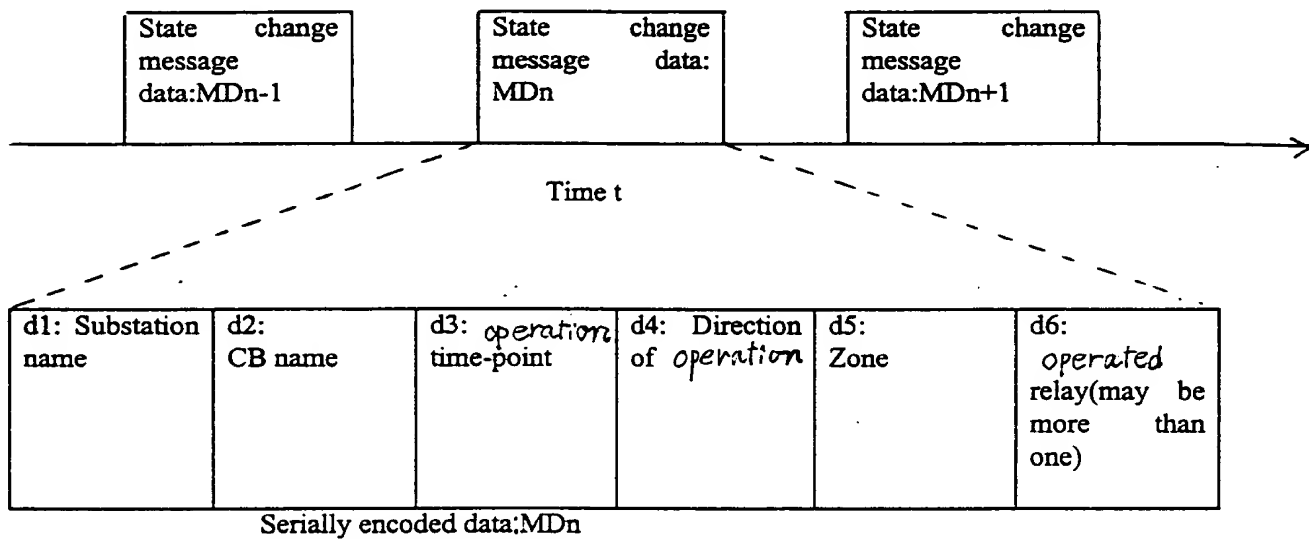 State change
message
data:MDn-1
State change
message data:
MDn
State change
message
data:MDn+1
Time t
d1: Substation
name
d2:
CB name
d3: operation
time-point
d4: Direction
of operation
d5:
Zone
d6:
operated
relay(may be
more than
one)
Serially encoded data:MDn